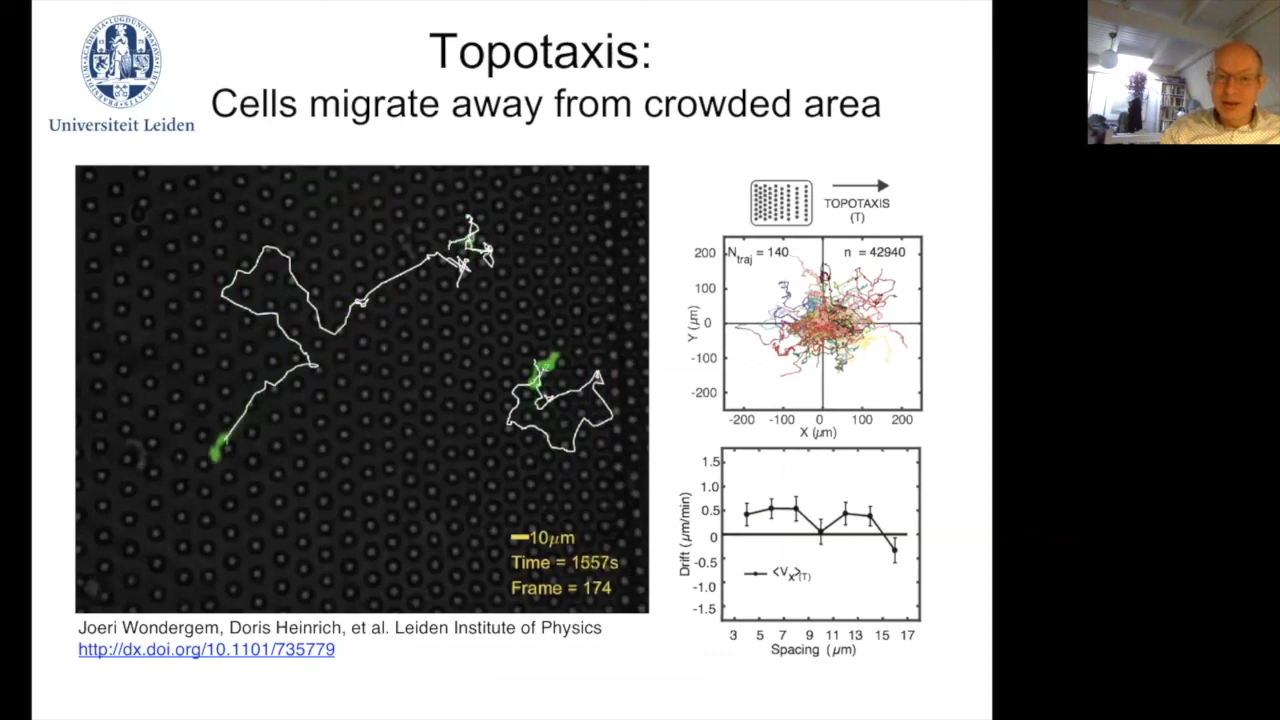 Topotaxis:
Cells migrate away from crowded area
Universiteit Leiden
10μm
Time = 1557s
Frame = 174
TOPOTAXIS
(T)
N_traj = 140
n = 42940
200
100
0
-100
-200
Y (μm)
-200 -100 0 100 200
X (μm)
1.5
1.0
0.5
0
-0.5
-1.0
-1.5
Drift (μm/min)
<Vx>(T)
3 5 7 9 11 13 15 17
Spacing (μm)
Joeri Wondergem, Doris Heinrich, et al. Leiden Institute of Physics
http://dx.doi.org/10.1101/735779